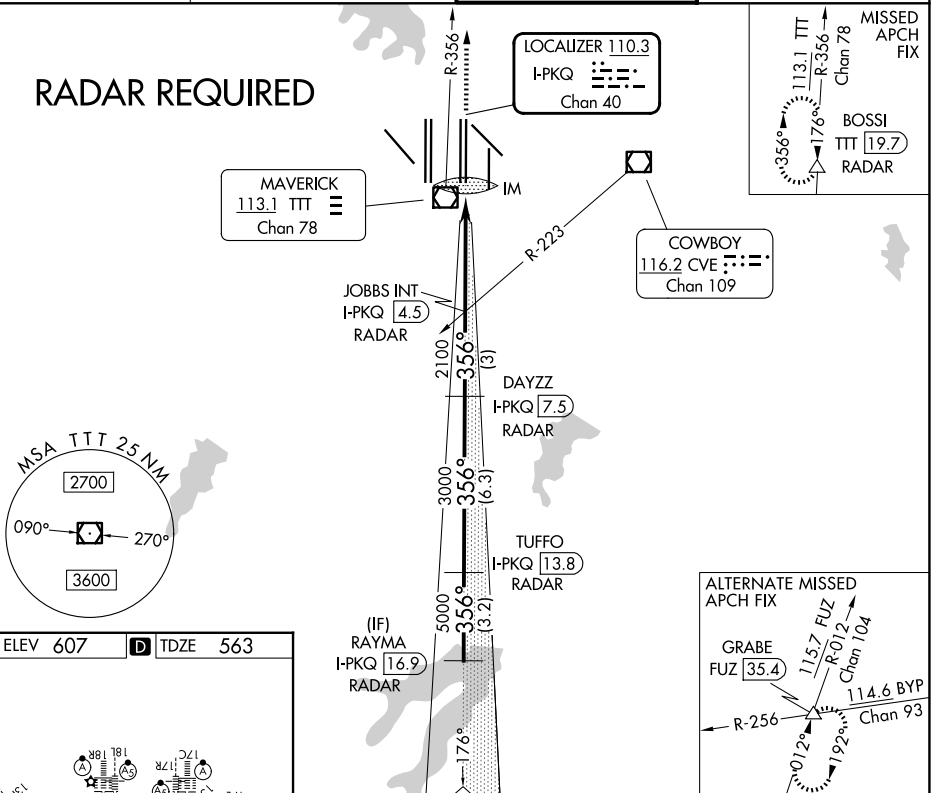 RADAR REQUIRED
R-356
LOCALIZER 110.3
I-PKQ
Chan 40
MISSED
APCH
FIX
113.1 TTT
R-356
Chan 78
356°
176°
BOSSI
TTT 19.7
RADAR
MAVERICK
113.1 TTT
Chan 78
IM
R-223
COWBOY
116.2 CVE
Chan 109
JOBBS INT
I-PKQ 4.5
RADAR
2100
356°
(3)
DAYZZ
I-PKQ 7.5
RADAR
3000
356°
(6.3)
MSA TTT 25 NM
2700
090°
270°
3600
TUFFO
I-PKQ 13.8
RADAR
5000
356°
(3.2)
(IF)
RAYMA
I-PKQ 16.9
RADAR
176°
ELEV 607
D
TDZE 563
18R
18L
17C
17R
A
A5
A
ALTERNATE MISSED
APCH FIX
GRABE
FUZ 35.4
115.7 FUZ
R-012
Chan 104
114.6 BYP
Chan 93
R-256
012°
192°